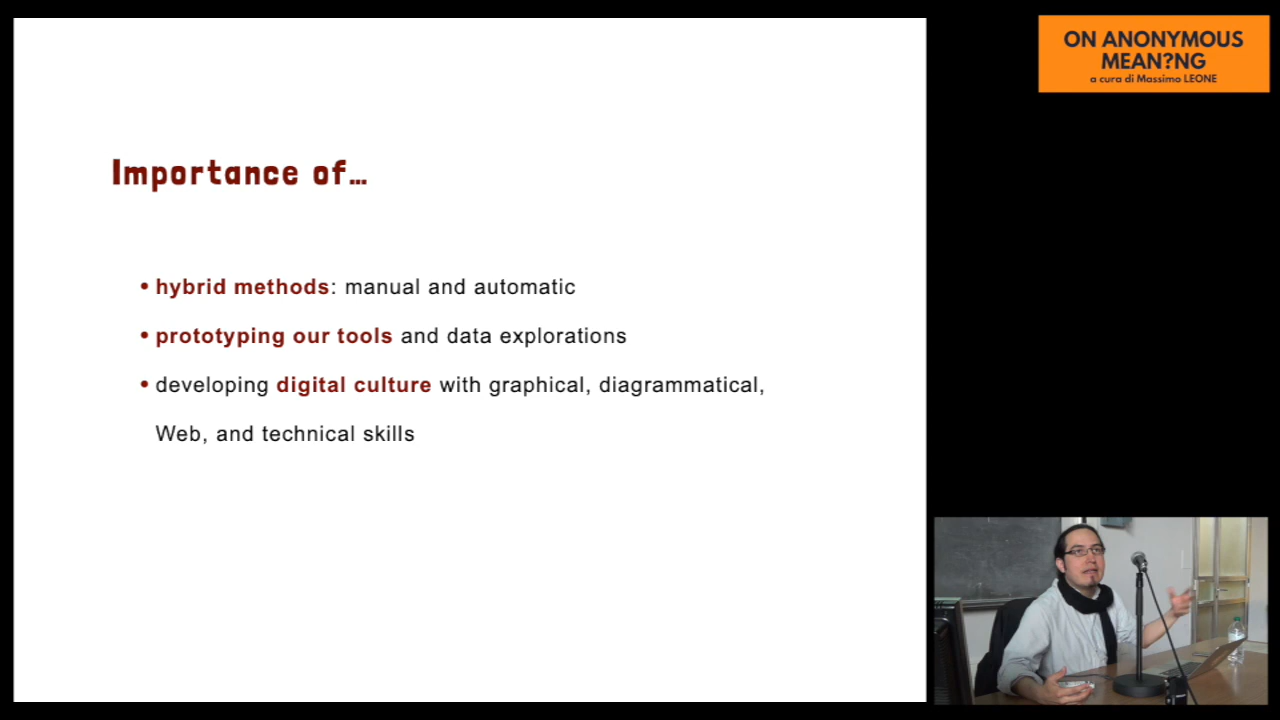 ON ANONYMOUS
MEAN?NG
a cura di Massimo LEONE
Importance of…
• hybrid methods: manual and automatic
• prototyping our tools and data explorations
• developing digital culture with graphical, diagrammatical,
Web, and technical skills